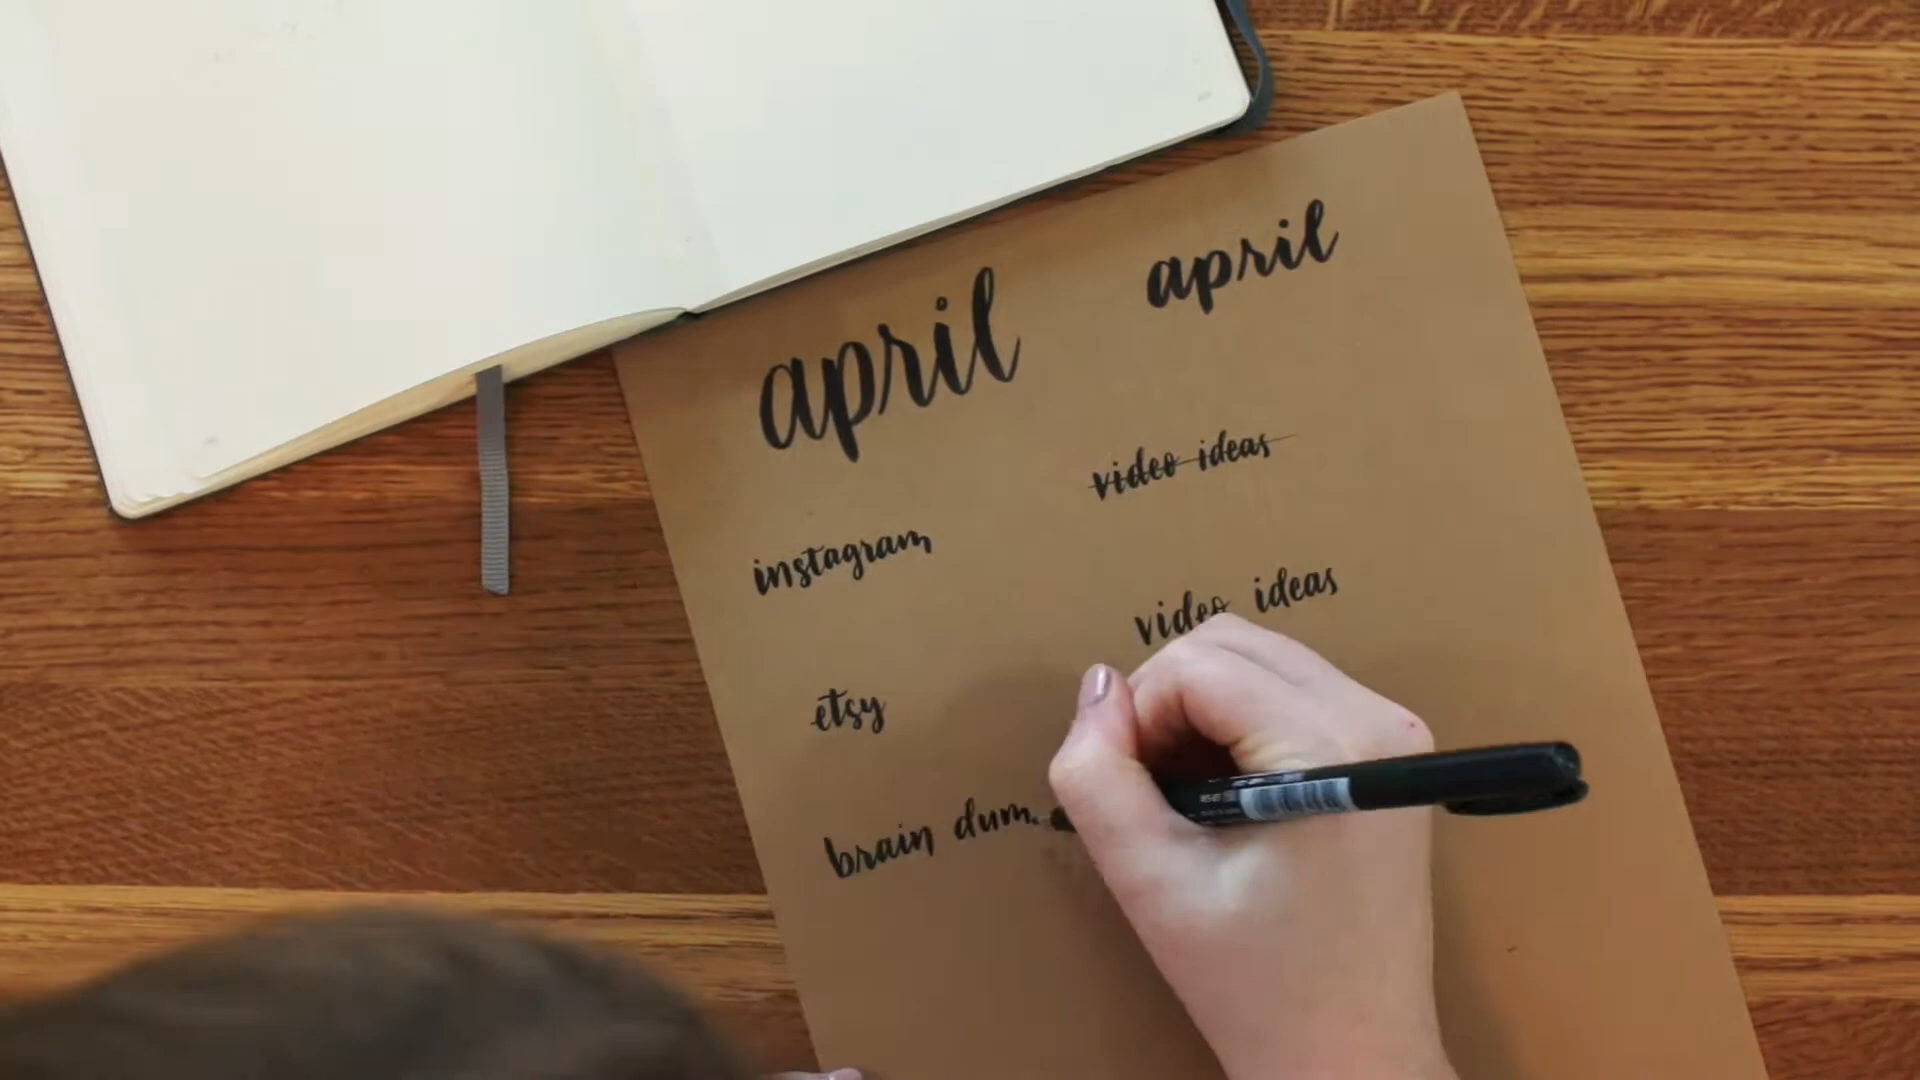 april
april
video ideas
instagram
video ideas
etsy
brain dum